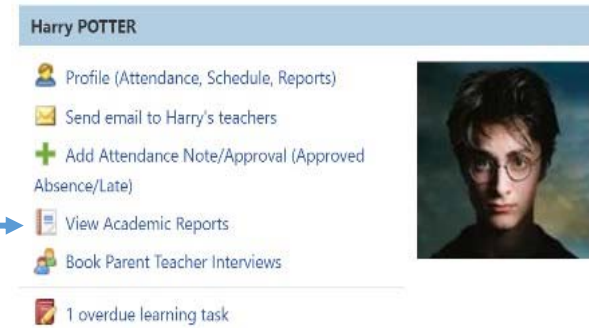 Harry POTTER
Profile (Attendance, Schedule, Reports)
Send email to Harry's teachers
Add Attendance Note/Approval (Approved
Absence/Late)
View Academic Reports
Book Parent Teacher Interviews
1 overdue learning task